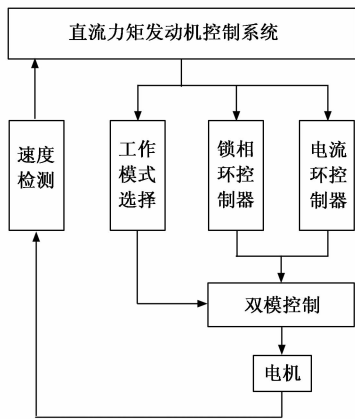 直流力矩发动机控制系统
速度
检测
工作
模式
选择
锁相
环控
制器
电流
环控
制器
双模控制
电机